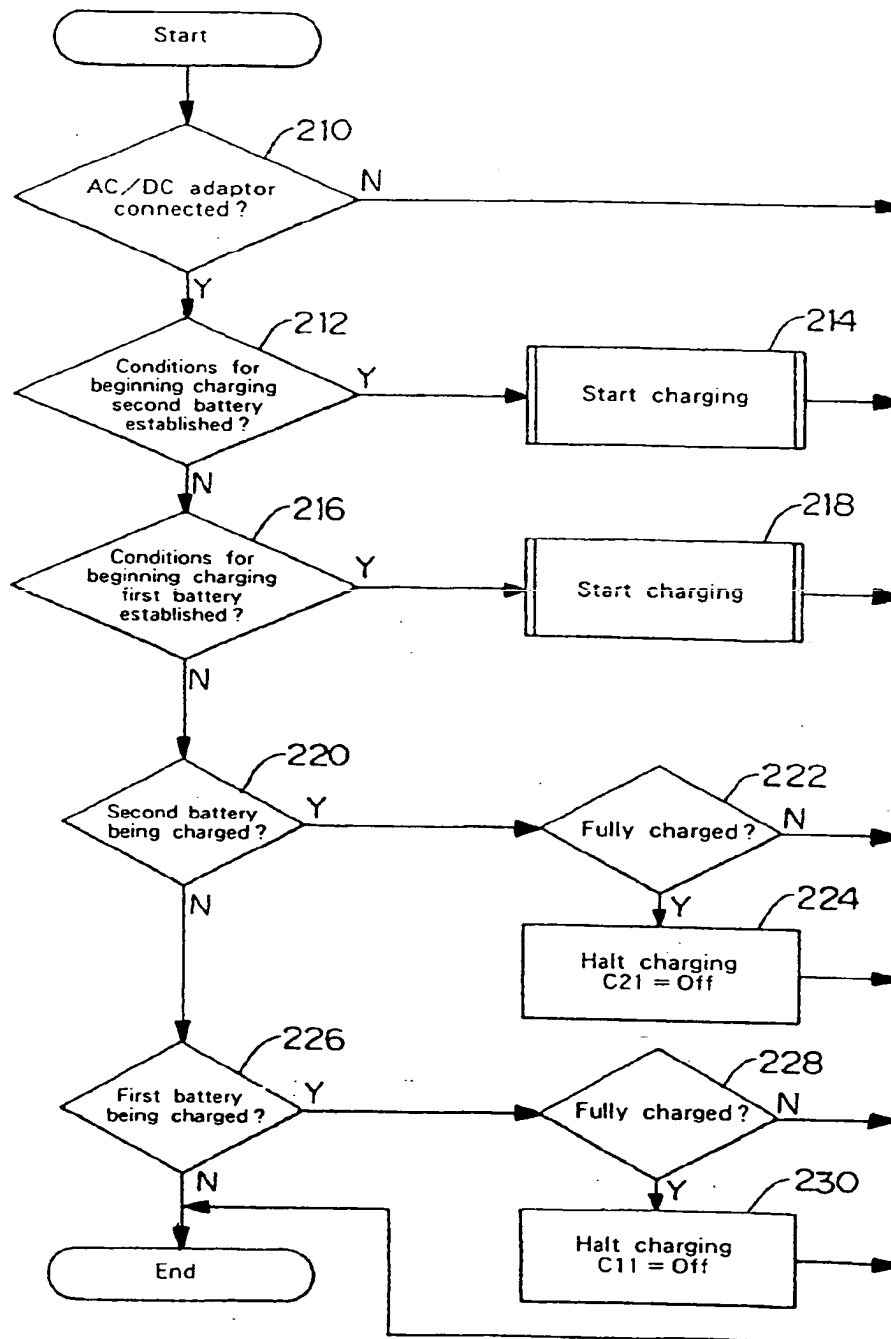 Start
210
AC/DC adaptor
connected?
N
Y
212
Conditions for
beginning charging
second battery
established?
Y
214
Start charging
N
216
Conditions for
beginning charging
first battery
established?
Y
218
Start charging
N
220
Second battery
being charged?
Y
222
Fully charged?
N
Y
224
Halt charging
C21 = Off
N
226
First battery
being charged?
Y
228
Fully charged?
N
Y
230
Halt charging
C11 = Off
N
End